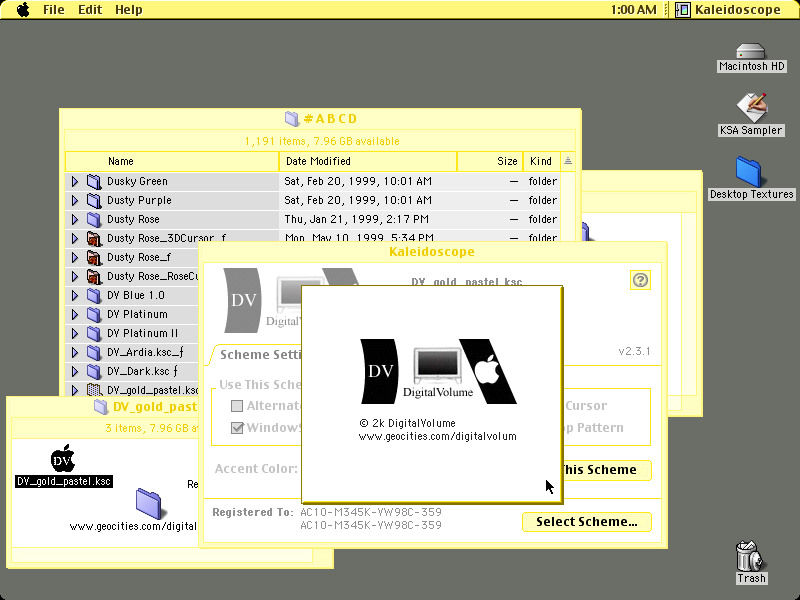 File Edit Help 1:00 AM Kaleidoscope
Macintosh HD
KSA Sampler
Desktop Textures
Trash
#ABCD
1,191 items, 7.96 GB available
Name Date Modified Size Kind
Dusky Green Sat, Feb 20, 1999, 10:01 AM — folder
Dusty Purple Sat, Feb 20, 1999, 10:01 AM — folder
Dusty Rose Thu, Jan 21, 1999, 2:17 PM — folder
Dusty Rose_3DCursor_f Mon, May 10, 1999, 5:34 PM — folder
Dusty Rose_f
Dusty Rose_RoseCu
DV Blue 1.0
DV Platinum
DV Platinum II
DV_Ardia.ksc_ƒ
DV_Dark.ksc ƒ
DV_gold_pastel.ksc
Kaleidoscope
DV
DigitalV
DV_gold_pastel.ksc
v2.3.1
Scheme Setti
Use This Sche
Alternat
Cursor
Window
op Pattern
Accent Color:
This Scheme
Registered To: AC10-M345K-YW98C-359
AC10-M345K-YW98C-359
Select Scheme...
DV
DigitalVolume
© 2k DigitalVolume
www.geocities.com/digitalvolum
DV_gold_past
3 items, 7.96 GB av
DV
DV_gold_pastel.ksc
Re
www.geocities.com/digital